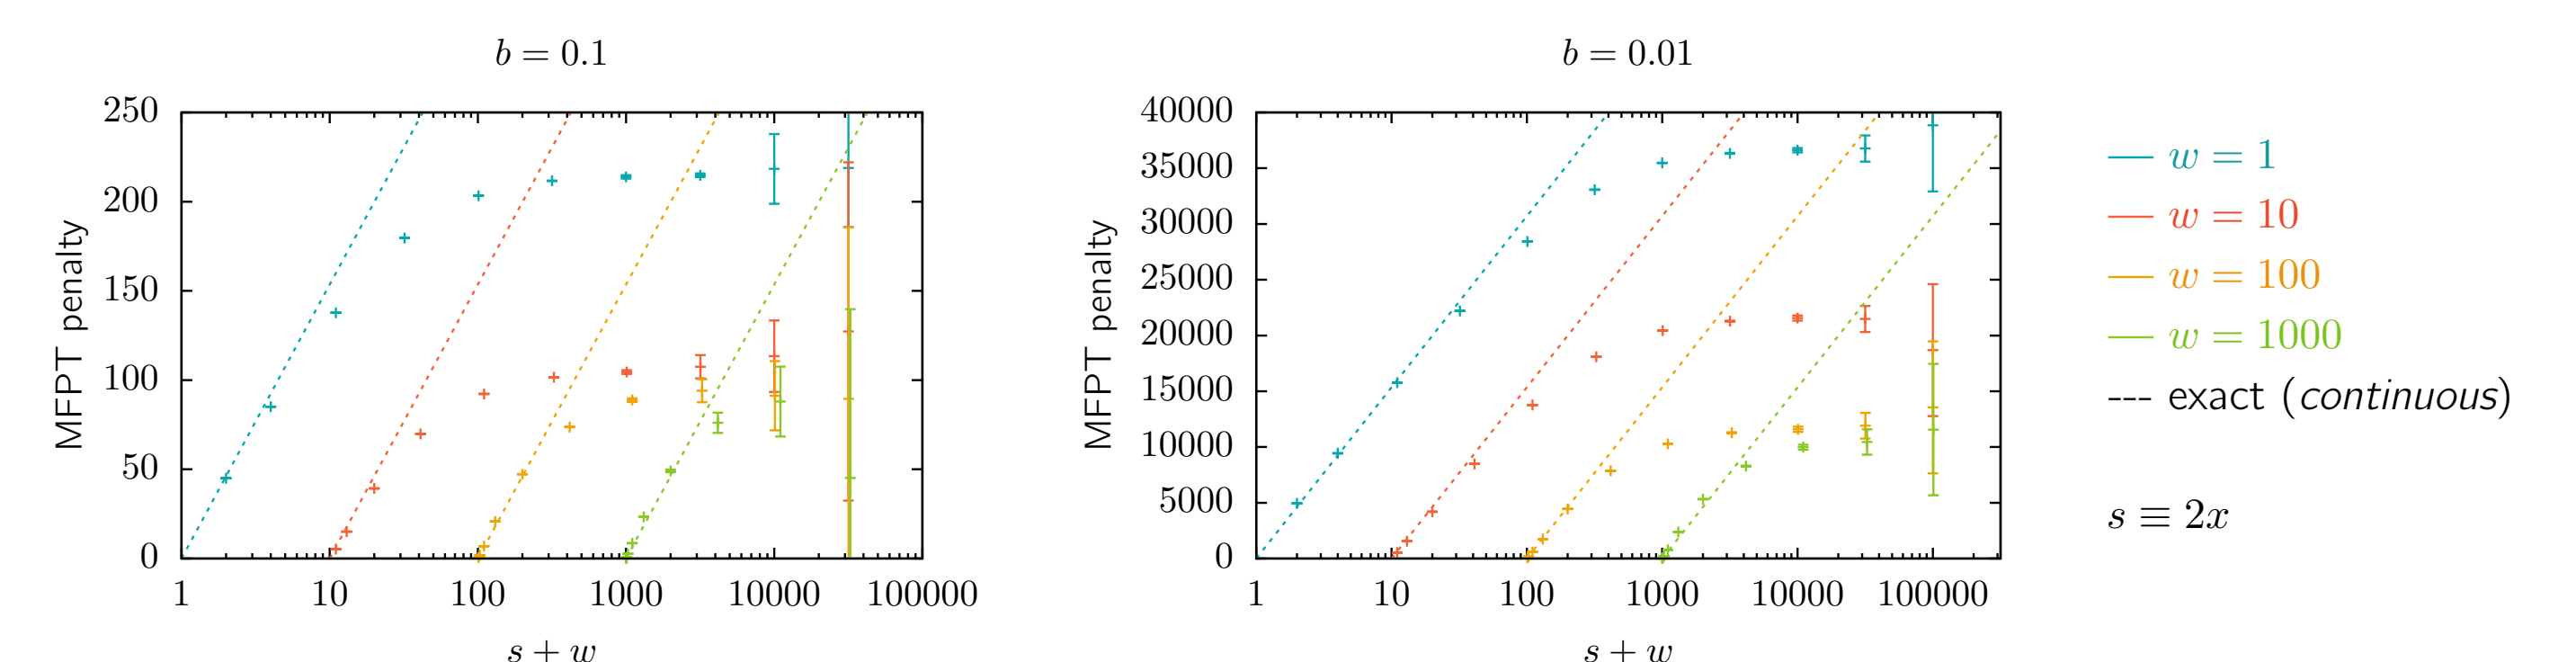 b = 0.1
250
200
150
100
50
0
MFPT penalty
1 10 100 1000 10000 100000
s + w
b = 0.01
40000
35000
30000
25000
20000
15000
10000
5000
0
MFPT penalty
1 10 100 1000 10000 100000
s + w
w = 1
w = 10
w = 100
w = 1000
--- exact (continuous)
s ≡ 2x